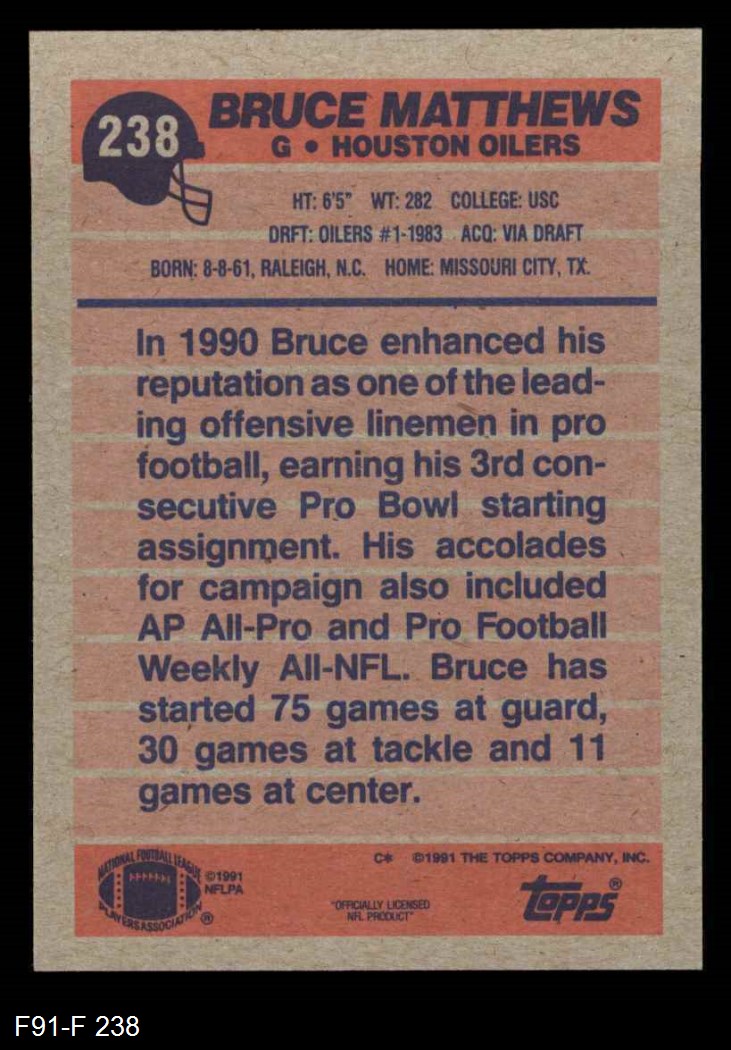 238
BRUCE MATTHEWS
G • HOUSTON OILERS
HT: 6'5" WT: 282 COLLEGE: USC
DRFT: OILERS #1-1983 ACQ: VIA DRAFT
BORN: 8-8-61, RALEIGH, N.C. HOME: MISSOURI CITY, TX.
In 1990 Bruce enhanced his
reputation as one of the lead-
ing offensive linemen in pro
football, earning his 3rd con-
secutive Pro Bowl starting
assignment. His accolades
for campaign also included
AP All-Pro and Pro Football
Weekly All-NFL. Bruce has
started 75 games at guard,
30 games at tackle and 11
games at center.
NATIONAL FOOTBALL LEAGUE
PLAYERS ASSOCIATION ®
©1991
NFLPA
C* ©1991 THE TOPPS COMPANY, INC.
"OFFICIALLY LICENSED
NFL PRODUCT"
topps®
F91-F 238